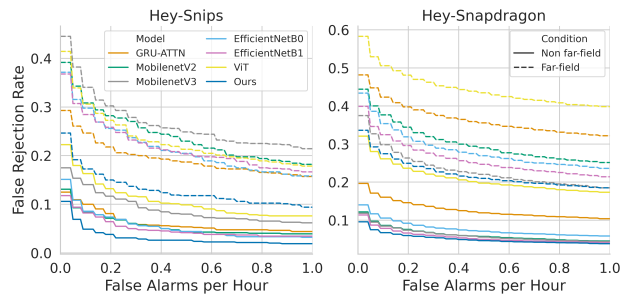 Hey-Snips
Hey-Snapdragon
False Rejection Rate
0.4
0.3
0.2
0.1
0.0
Model
GRU-ATTN
MobilenetV2
MobilenetV3
EfficientNetB0
EfficientNetB1
ViT
Ours
0.0 0.2 0.4 0.6 0.8 1.0
False Alarms per Hour
0.6
0.5
0.4
0.3
0.2
0.1
Condition
Non far-field
Far-field
0.0 0.2 0.4 0.6 0.8 1.0
False Alarms per Hour